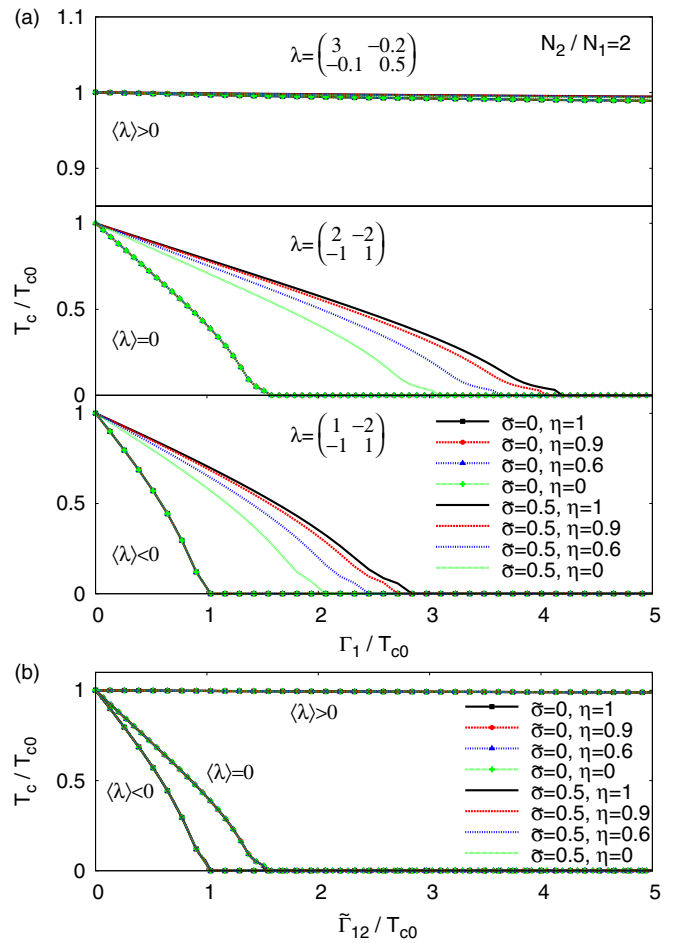 (a)
1.1
λ=(3 −0.2
−0.1 0.5)
N2 / N1=2
1
⟨λ⟩>0
0.9
1
λ=(2 −2
−1 1)
Tc / Tc0
0.5
⟨λ⟩=0
0
1
λ=(1 −2
−1 1)
σ̃=0, η=1
σ̃=0, η=0.9
σ̃=0, η=0.6
σ̃=0, η=0
σ̃=0.5, η=1
σ̃=0.5, η=0.9
σ̃=0.5, η=0.6
σ̃=0.5, η=0
0.5
⟨λ⟩<0
0
0 1 2 3 4 5
Γ1 / Tc0
(b)
1
⟨λ⟩>0
Tc / Tc0
0.5
⟨λ⟩<0
⟨λ⟩=0
σ̃=0, η=1
σ̃=0, η=0.9
σ̃=0, η=0.6
σ̃=0, η=0
σ̃=0.5, η=1
σ̃=0.5, η=0.9
σ̃=0.5, η=0.6
σ̃=0.5, η=0
0
0 1 2 3 4 5
Γ̃12 / Tc0